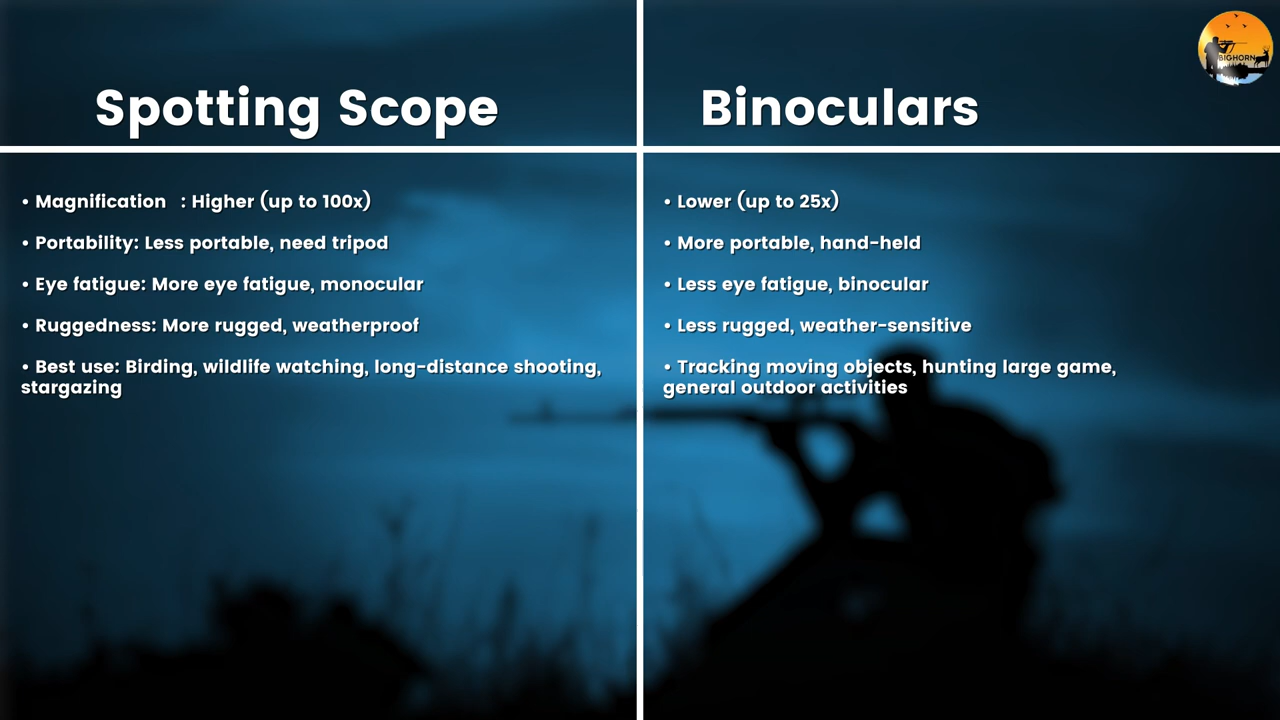 BIGHORN
Spotting Scope
Binoculars
• Magnification : Higher (up to 100x)
• Portability: Less portable, need tripod
• Eye fatigue: More eye fatigue, monocular
• Ruggedness: More rugged, weatherproof
• Best use: Birding, wildlife watching, long-distance shooting,
stargazing
• Lower (up to 25x)
• More portable, hand-held
• Less eye fatigue, binocular
• Less rugged, weather-sensitive
• Tracking moving objects, hunting large game,
general outdoor activities